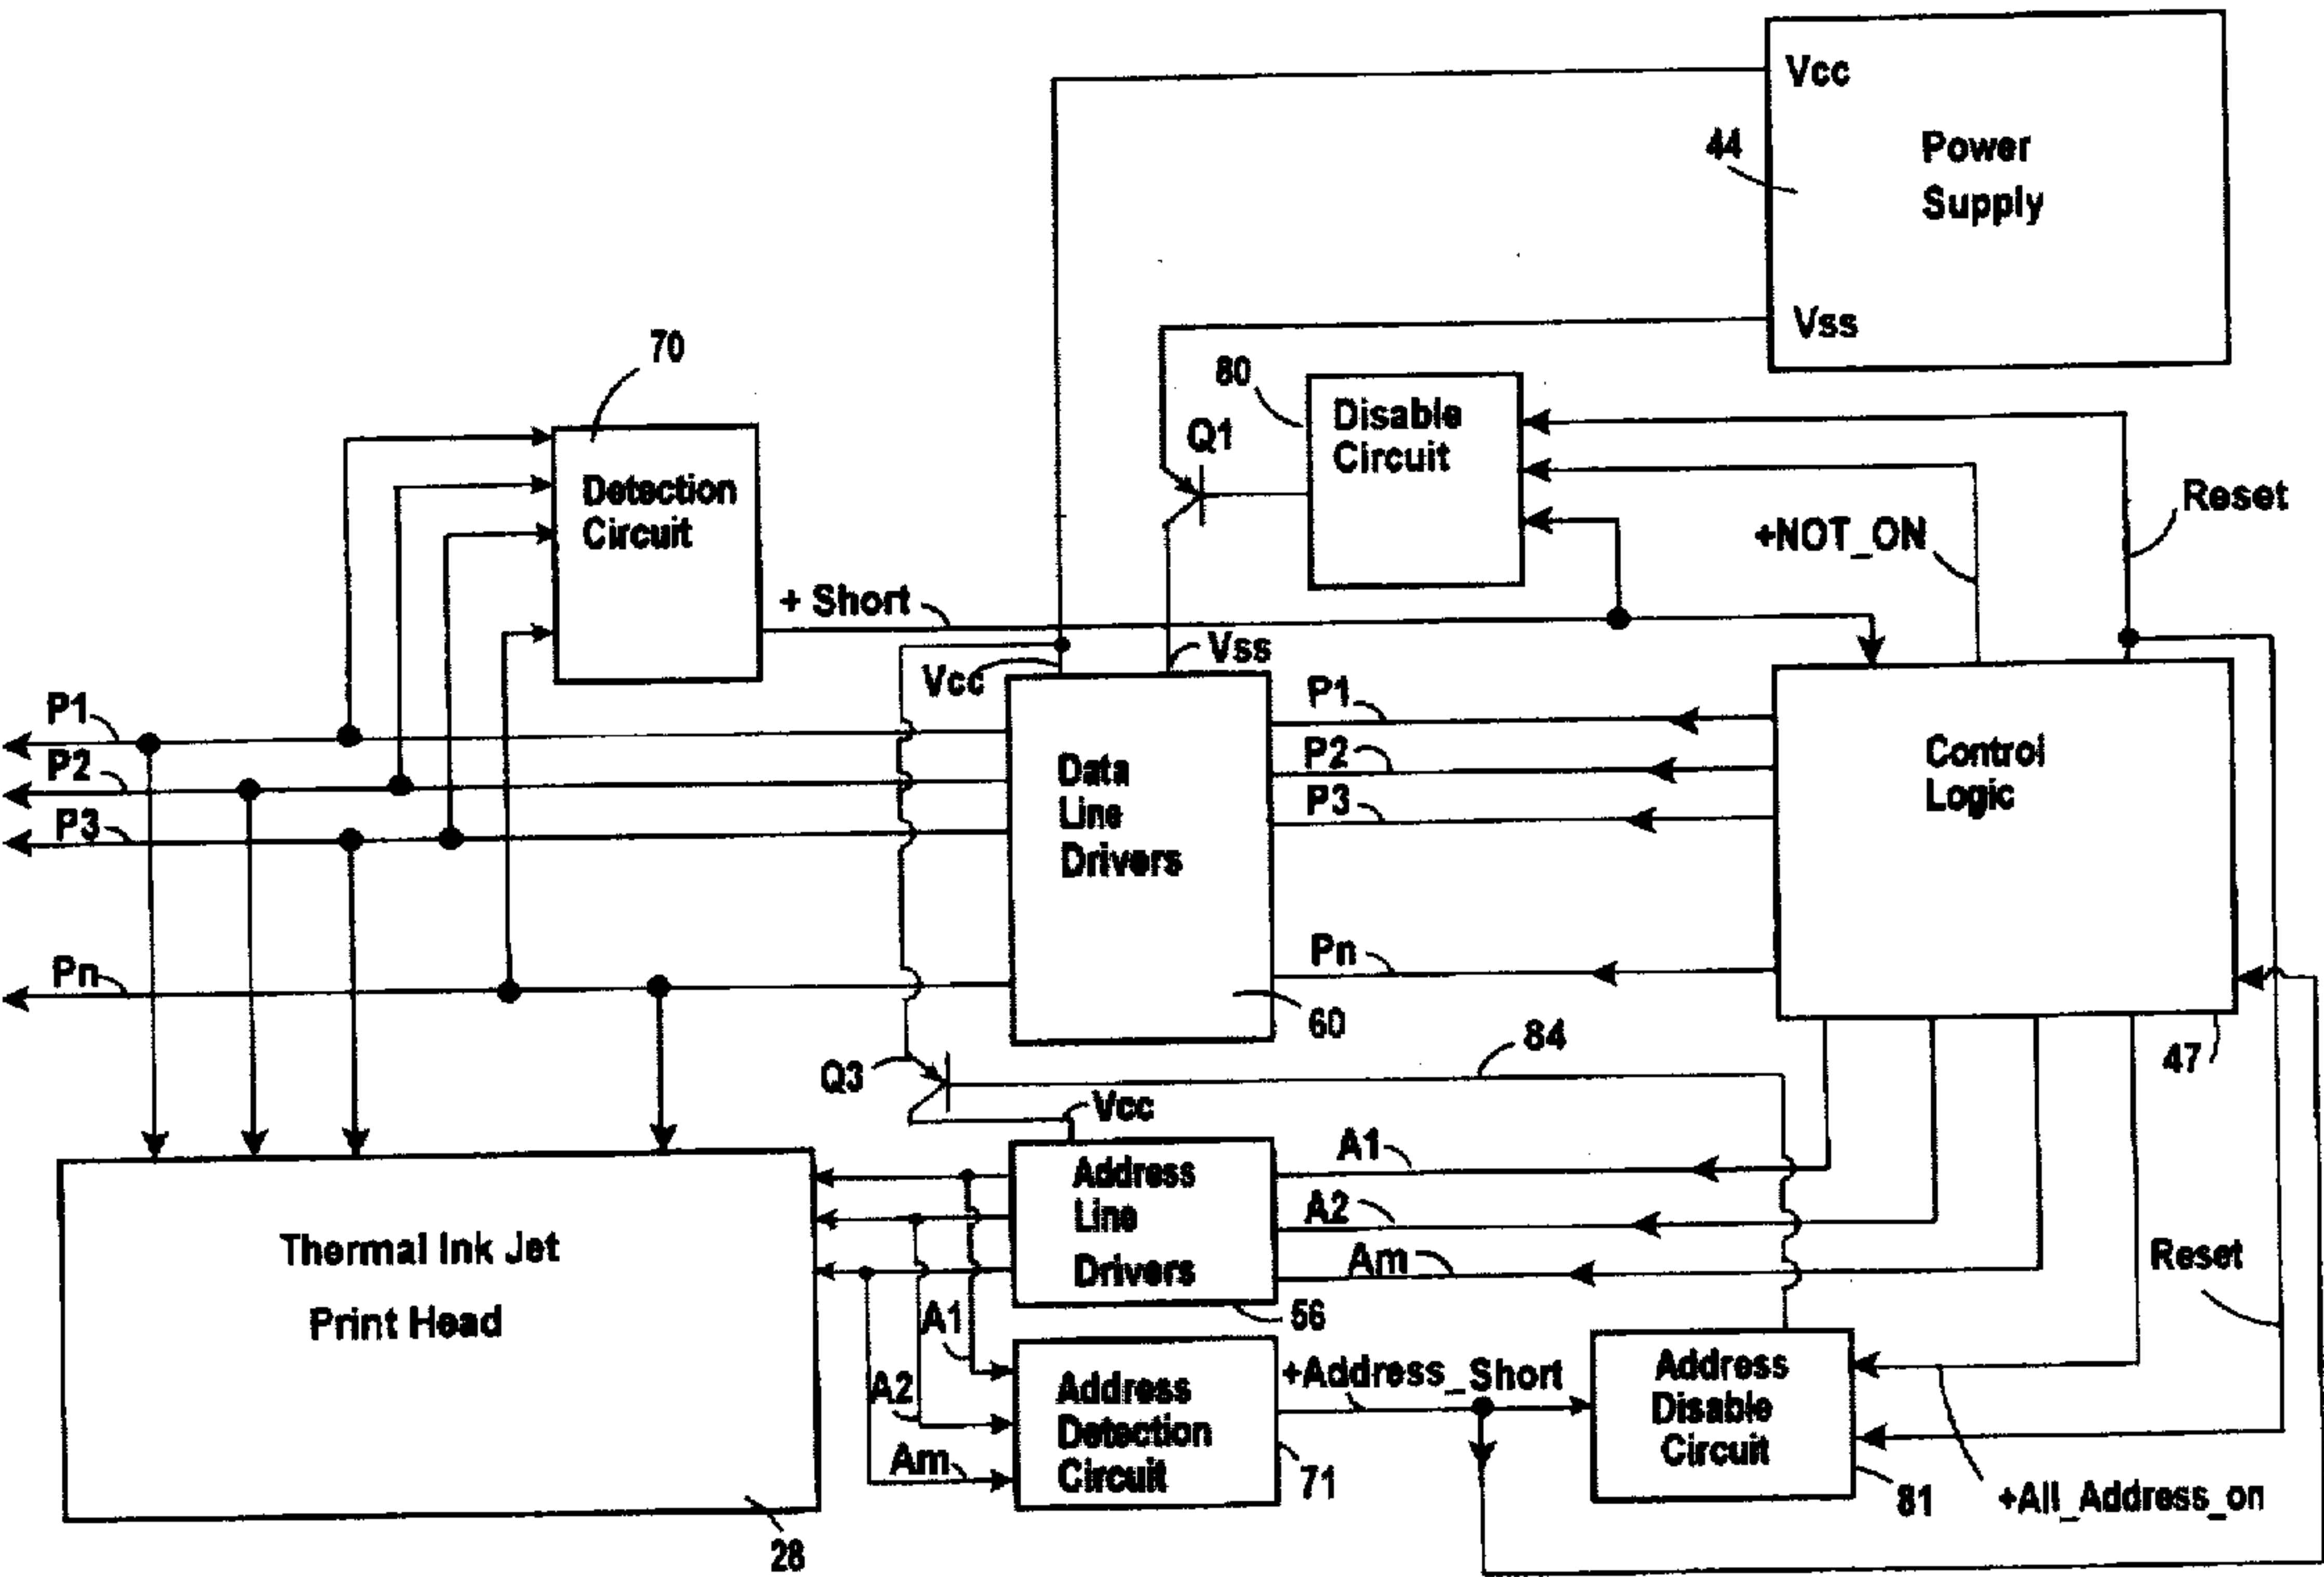 Vcc
44
Power
Supply
Vss
70
80
Disable
Circuit
Q1
Detection
Circuit
Reset
+NOT_ON
+ Short
Vss
Vcc
P1
P2
P3
Pn
P1
P2
P3
Pn
Data
Line
Drivers
60
Control
Logic
47
Q3
84
Vcc
A1
A2
Am
Address
Line
Drivers
56
Thermal Ink Jet
Print Head
28
A1
A2
Am
Address
Detection
Circuit
71
+Address_Short
Address
Disable
Circuit
81
Reset
+All_Address_on